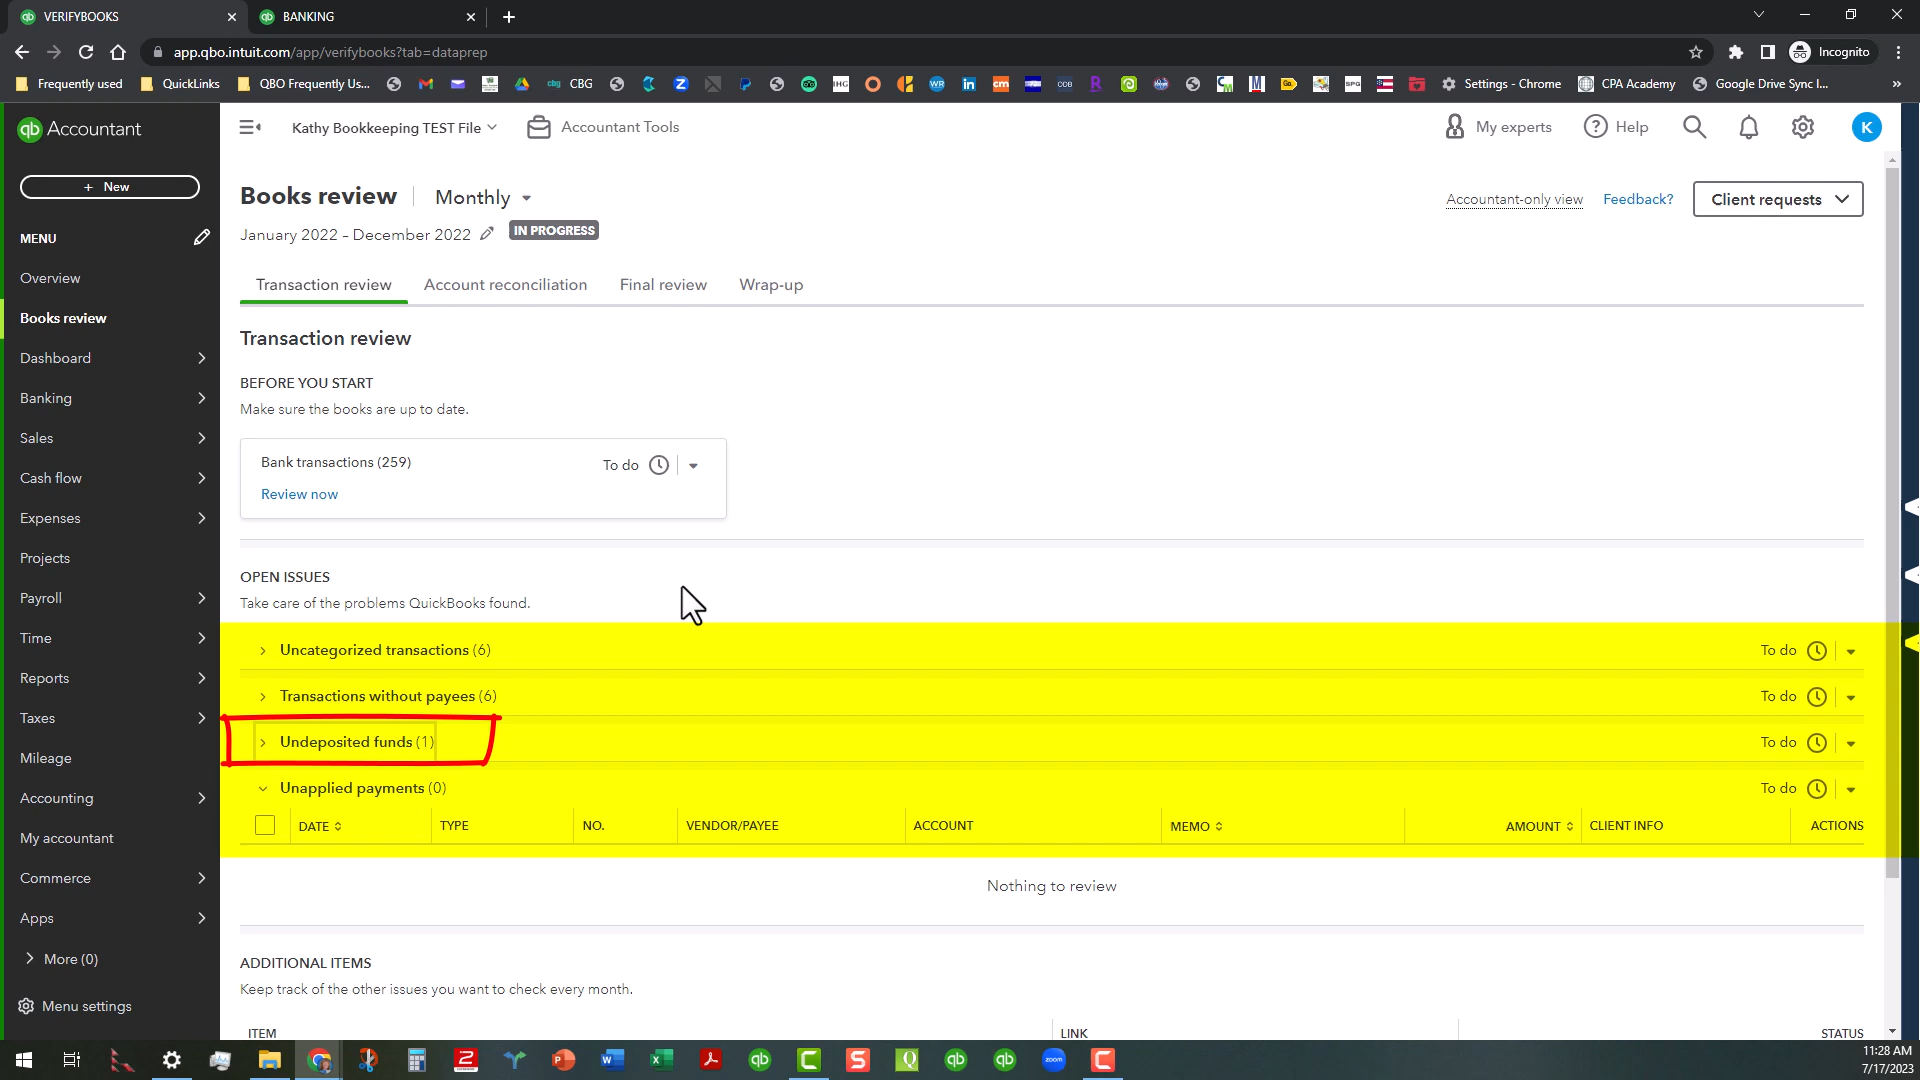 VERIFYBOOKS
BANKING
app.qbo.intuit.com/app/verifybooks?tab=dataprep
Incognito
Frequently used
QuickLinks
QBO Frequently Us...
CBG
Settings - Chrome
CPA Academy
Google Drive Sync I...
qb Accountant
Kathy Bookkeeping TEST File
Accountant Tools
My experts
Help
K
+ New
MENU
Overview
Books review
Dashboard
Banking
Sales
Cash flow
Expenses
Projects
Payroll
Time
Reports
Taxes
Mileage
Accounting
My accountant
Commerce
Apps
More (0)
Menu settings
Books review
Monthly
Accountant-only view
Feedback?
Client requests
January 2022 – December 2022
IN PROGRESS
Transaction review
Account reconciliation
Final review
Wrap-up
Transaction review
BEFORE YOU START
Make sure the books are up to date.
Bank transactions (259)
To do
Review now
OPEN ISSUES
Take care of the problems QuickBooks found.
Uncategorized transactions (6)
To do
Transactions without payees (6)
To do
Undeposited funds (1)
To do
Unapplied payments (0)
To do
DATE
TYPE
NO.
VENDOR/PAYEE
ACCOUNT
MEMO
AMOUNT
CLIENT INFO
ACTIONS
Nothing to review
ADDITIONAL ITEMS
Keep track of the other issues you want to check every month.
ITEM
LINK
STATUS
11:28 AM
7/17/2023